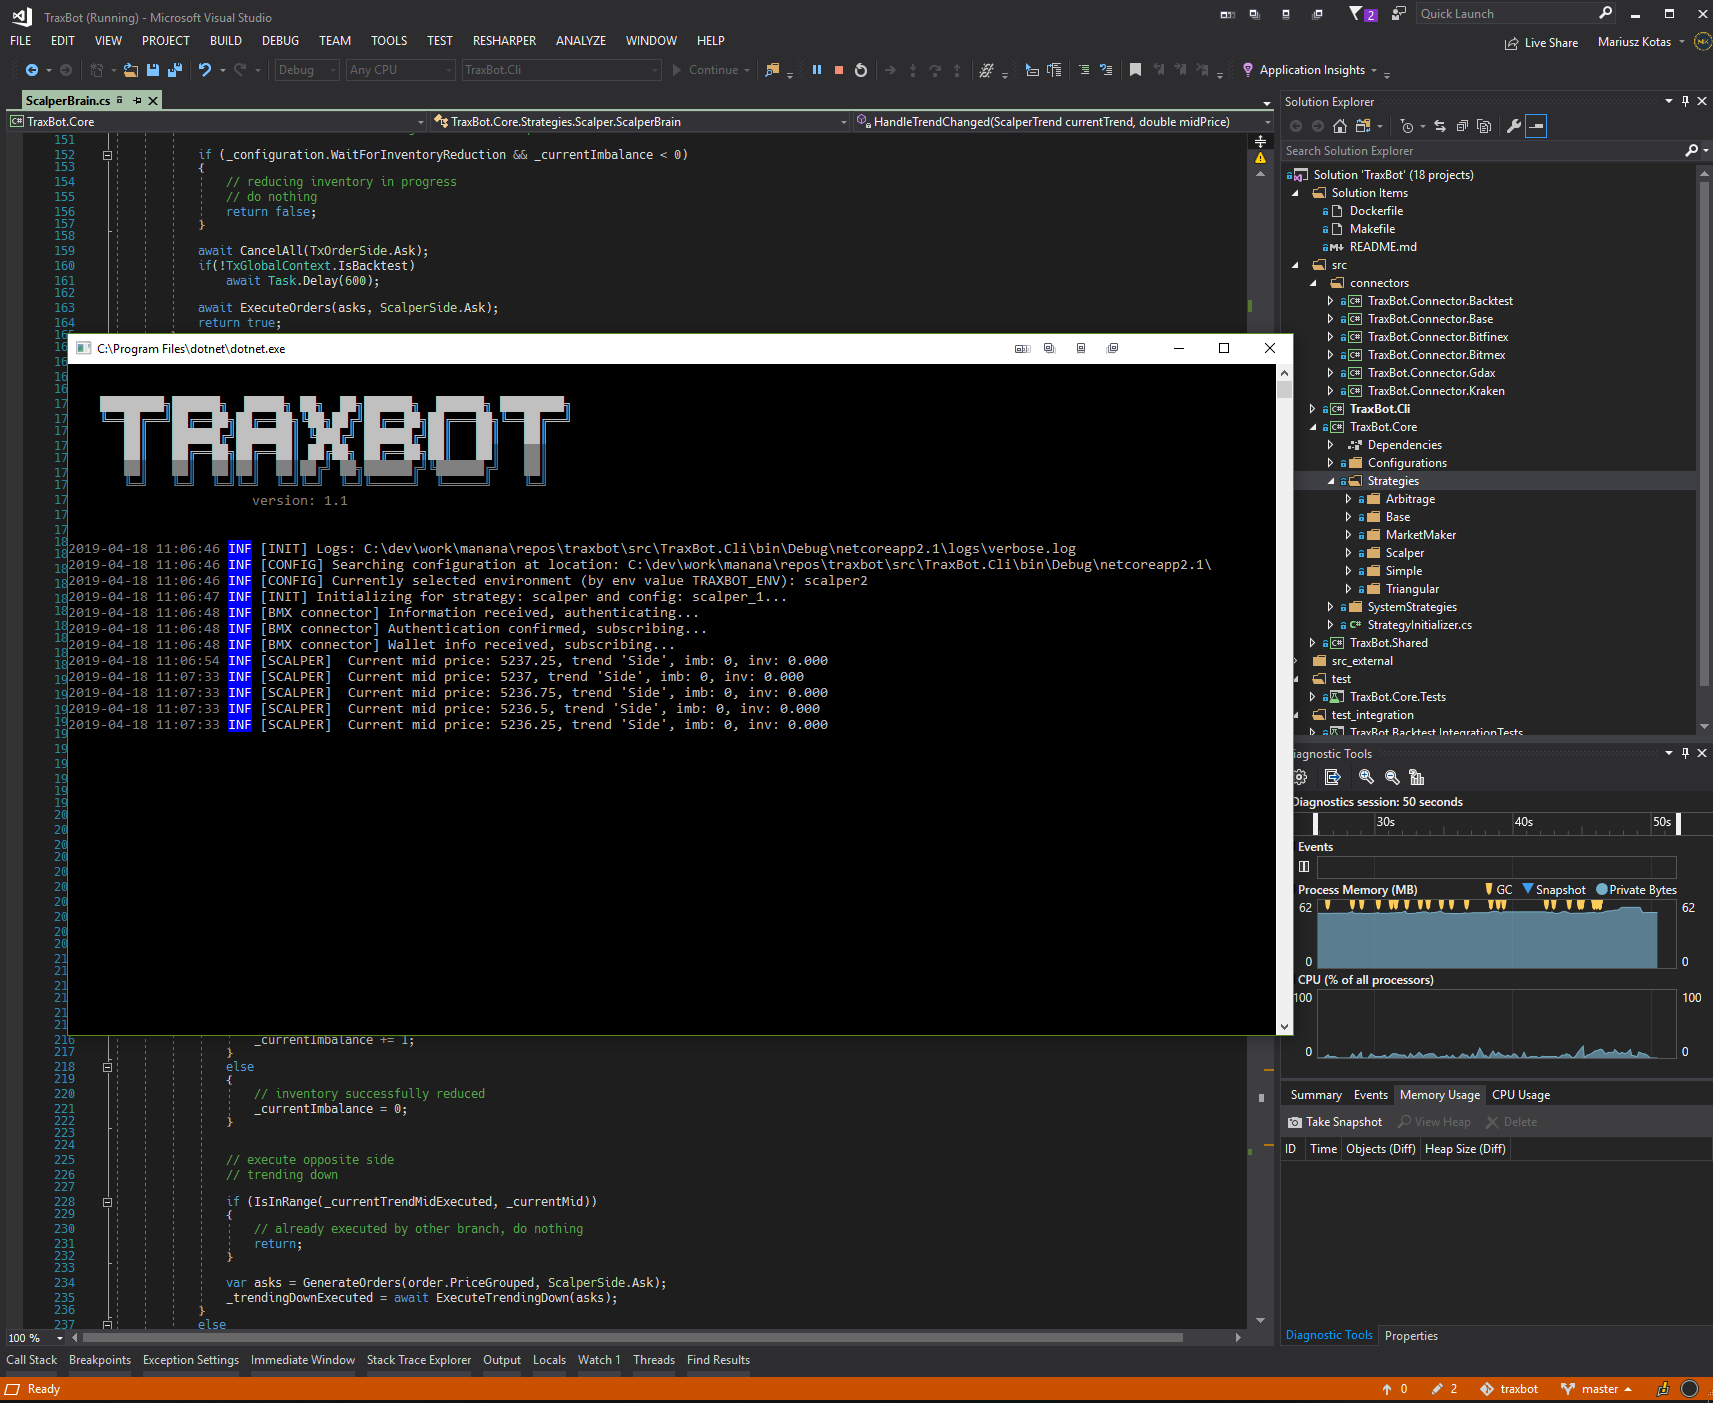 TraxBot (Running) - Microsoft Visual Studio
2
Quick Launch
FILE EDIT VIEW PROJECT BUILD DEBUG TEAM TOOLS TEST RESHARPER ANALYZE WINDOW HELP
Live Share Mariusz Kotas MK
Debug Any CPU TraxBot.Cli Continue Application Insights
ScalperBrain.cs
TraxBot.Core TraxBot.Core.Strategies.Scalper.ScalperBrain HandleTrendChanged(ScalperTrend currentTrend, double midPrice)
151
152 if (_configuration.WaitForInventoryReduction && _currentImbalance < 0)
153 {
154 // reducing inventory in progress
155 // do nothing
156 return false;
157 }
158
159 await CancelAll(TxOrderSide.Ask);
160 if(!TxGlobalContext.IsBacktest)
161 await Task.Delay(600);
162
163 await ExecuteOrders(asks, ScalperSide.Ask);
164 return true;
C:\Program Files\dotnet\dotnet.exe
TRAXBOT
version: 1.1
2019-04-18 11:06:46 INF [INIT] Logs: C:\dev\work\manana\repos\traxbot\src\TraxBot.Cli\bin\Debug\netcoreapp2.1\logs\verbose.log
2019-04-18 11:06:46 INF [CONFIG] Searching configuration at location: C:\dev\work\manana\repos\traxbot\src\TraxBot.Cli\bin\Debug\netcoreapp2.1\
2019-04-18 11:06:46 INF [CONFIG] Currently selected environment (by env value TRAXBOT_ENV): scalper2
2019-04-18 11:06:47 INF [INIT] Initializing for strategy: scalper and config: scalper_1...
2019-04-18 11:06:48 INF [BMX connector] Information received, authenticating...
2019-04-18 11:06:48 INF [BMX connector] Authentication confirmed, subscribing...
2019-04-18 11:06:48 INF [BMX connector] Wallet info received, subscribing...
2019-04-18 11:06:54 INF [SCALPER] Current mid price: 5237.25, trend 'Side', imb: 0, inv: 0.000
2019-04-18 11:07:33 INF [SCALPER] Current mid price: 5237, trend 'Side', imb: 0, inv: 0.000
2019-04-18 11:07:33 INF [SCALPER] Current mid price: 5236.75, trend 'Side', imb: 0, inv: 0.000
2019-04-18 11:07:33 INF [SCALPER] Current mid price: 5236.5, trend 'Side', imb: 0, inv: 0.000
2019-04-18 11:07:33 INF [SCALPER] Current mid price: 5236.25, trend 'Side', imb: 0, inv: 0.000
216 _currentImbalance += 1;
217 }
218 else
219 {
220 // inventory successfully reduced
221 _currentImbalance = 0;
222 }
223
224
225 // execute opposite side
226 // trending down
227
228 if (IsInRange(_currentTrendMidExecuted, _currentMid))
229 {
230 // already executed by other branch, do nothing
231 return;
232 }
233
234 var asks = GenerateOrders(order.PriceGrouped, ScalperSide.Ask);
235 _trendingDownExecuted = await ExecuteTrendingDown(asks);
236 }
237 else
100 %
Solution Explorer
Search Solution Explorer
Solution 'TraxBot' (18 projects)
Solution Items
Dockerfile
Makefile
README.md
src
connectors
TraxBot.Connector.Backtest
TraxBot.Connector.Base
TraxBot.Connector.Bitfinex
TraxBot.Connector.Bitmex
TraxBot.Connector.Gdax
TraxBot.Connector.Kraken
TraxBot.Cli
TraxBot.Core
Dependencies
Configurations
Strategies
Arbitrage
Base
MarketMaker
Scalper
Simple
Triangular
SystemStrategies
StrategyInitializer.cs
TraxBot.Shared
src_external
test
TraxBot.Core.Tests
test_integration
TraxBot.Backtest.IntegrationTests
iagnostic Tools
Diagnostics session: 50 seconds
30s 40s 50s
Events
Process Memory (MB) GC Snapshot Private Bytes
62 62
0 0
CPU (% of all processors)
100 100
0 0
Summary Events Memory Usage CPU Usage
Take Snapshot View Heap Delete
ID Time Objects (Diff) Heap Size (Diff)
Diagnostic Tools Properties
Call Stack Breakpoints Exception Settings Immediate Window Stack Trace Explorer Output Locals Watch 1 Threads Find Results
Ready 0 2 traxbot master